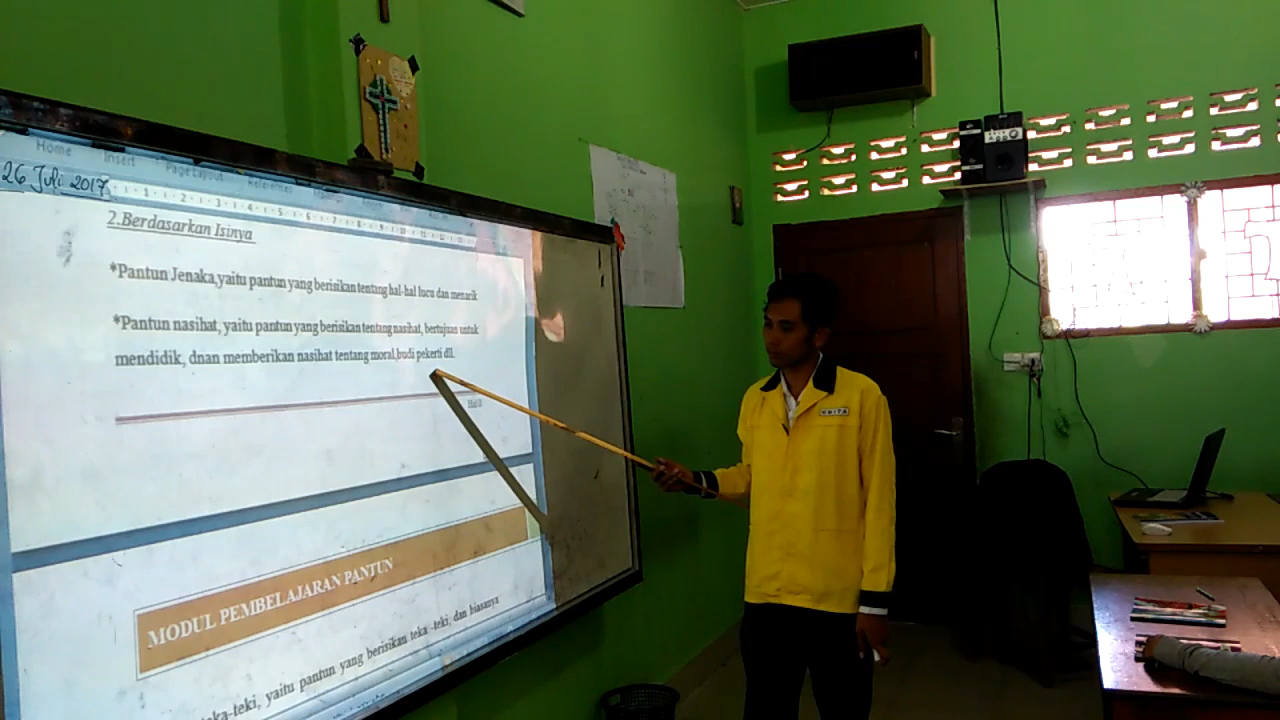 Home Insert Page Layout References
26 Juli 2017
2.Berdasarkan Isinya
*Pantun Jenaka,yaitu pantun yang berisikan tentang hal-hal lucu dan menarik
*Pantun nasihat, yaitu pantun yang berisikan tentang nasihat, bertujuan untuk
mendidik, dnan memberikan nasihat tentang moral,budi pekerti dll.
MODUL PEMBELAJARAN PANTUN
teka-teki, yaitu pantun yang berisikan teka -teki, dan biasanya